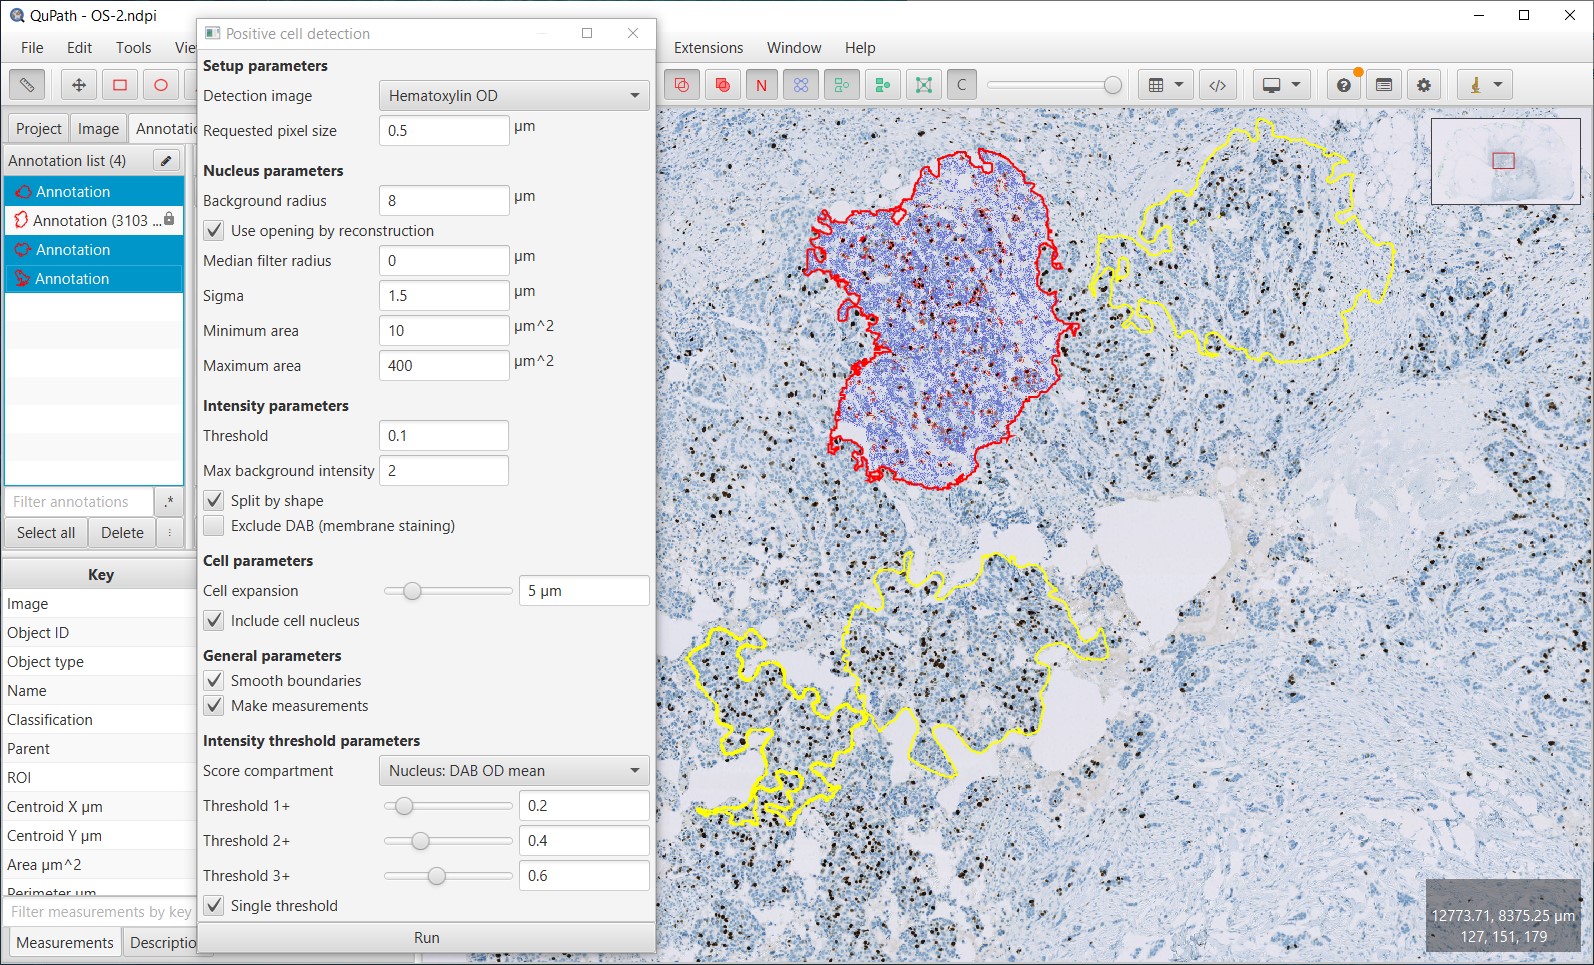 QuPath - OS-2.ndpi
File Edit Tools Vie Extensions Window Help
Positive cell detection
N C
Project Image Annotatic
Annotation list (4)
Annotation
Annotation (3103 ...
Annotation
Annotation
Filter annotations .*
Select all Delete
Key
Image
Object ID
Object type
Name
Classification
Parent
ROI
Centroid X µm
Centroid Y µm
Area µm^2
Perimeter µm
Filter measurements by key
Measurements Descriptio
Setup parameters
Detection image Hematoxylin OD
Requested pixel size 0.5 µm
Nucleus parameters
Background radius 8 µm
Use opening by reconstruction
Median filter radius 0 µm
Sigma 1.5 µm
Minimum area 10 µm^2
Maximum area 400 µm^2
Intensity parameters
Threshold 0.1
Max background intensity 2
Split by shape
Exclude DAB (membrane staining)
Cell parameters
Cell expansion 5 µm
Include cell nucleus
General parameters
Smooth boundaries
Make measurements
Intensity threshold parameters
Score compartment Nucleus: DAB OD mean
Threshold 1+ 0.2
Threshold 2+ 0.4
Threshold 3+ 0.6
Single threshold
Run
12773.71, 8375.25 µm
127, 151, 179